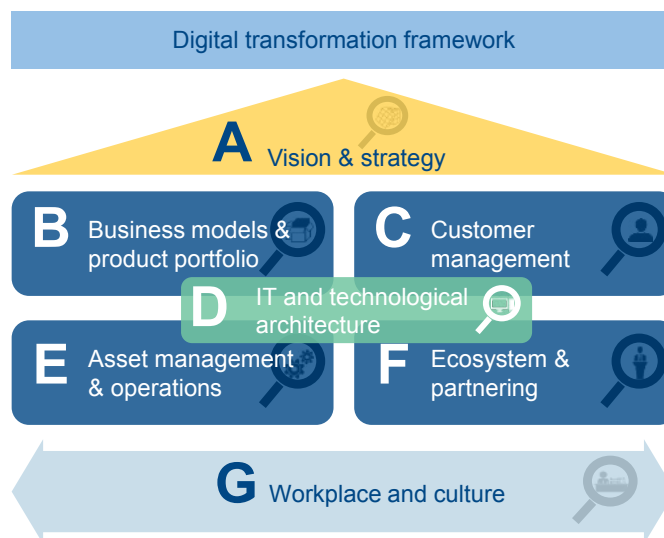 Digital transformation framework
A Vision & strategy
B Business models &
product portfolio
C Customer
management
D IT and technological
architecture
E Asset management
& operations
F Ecosystem &
partnering
G Workplace and culture